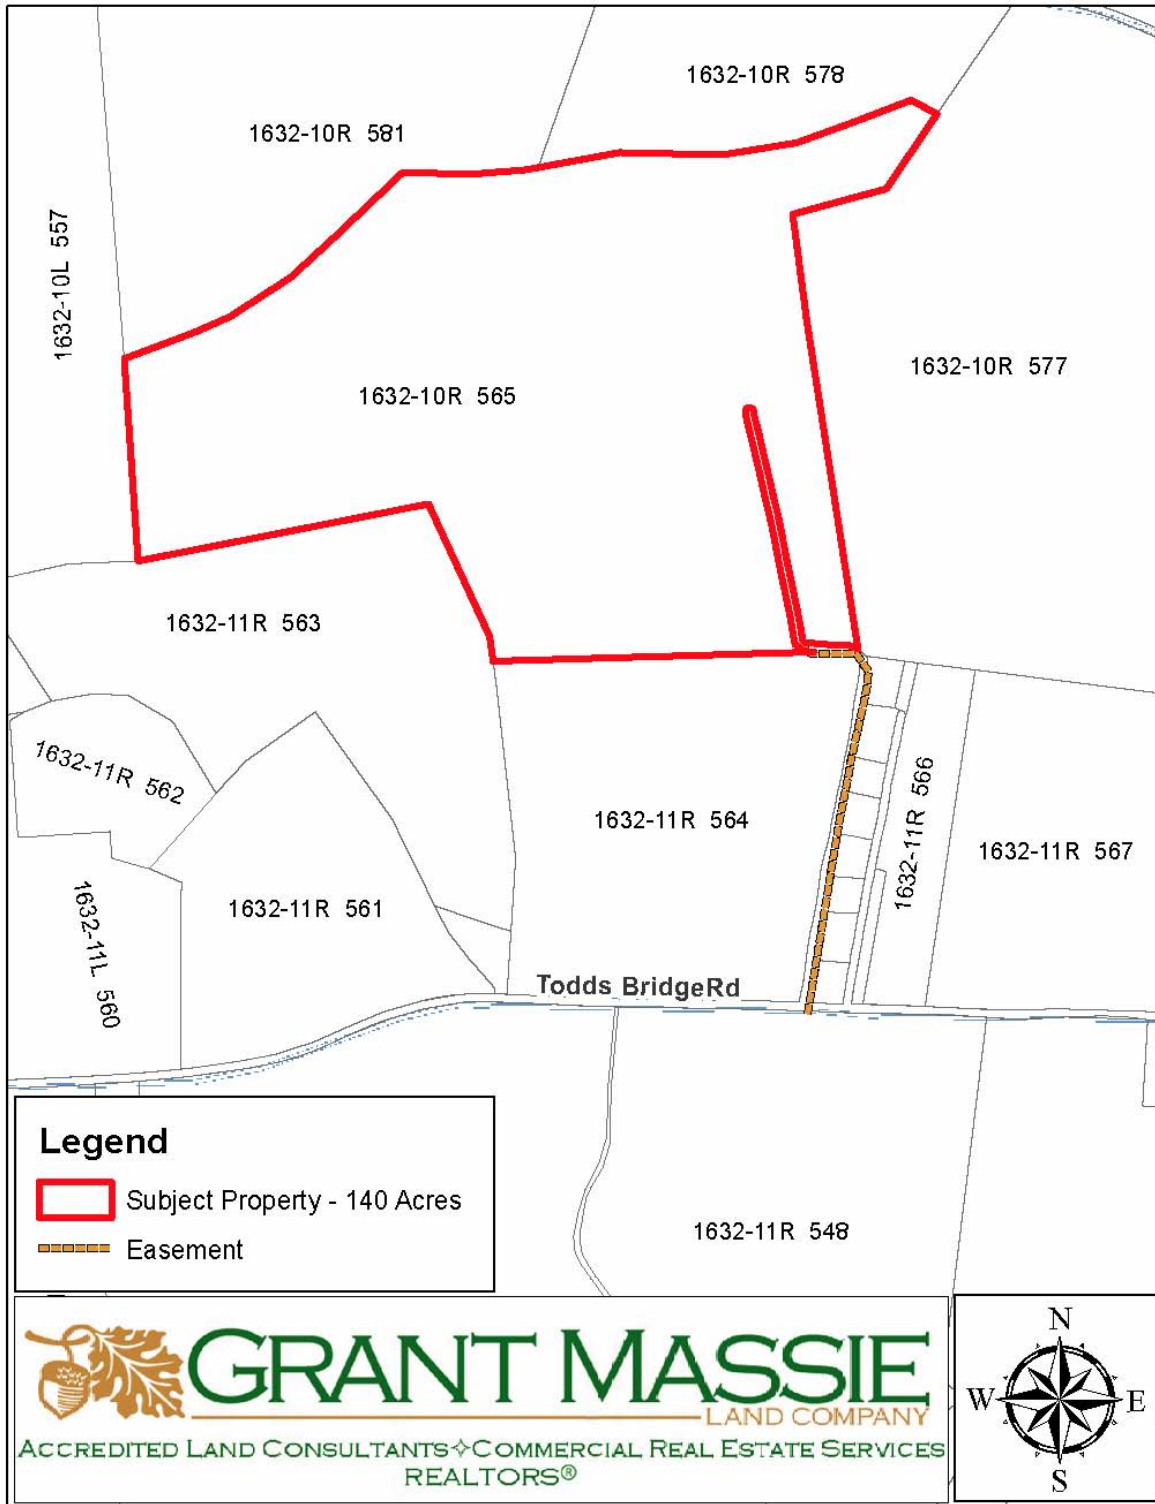 1632-10R 578
1632-10R 581
1632-10L 557
1632-10R 577
1632-10R 565
1632-11R 563
1632-11R 562
1632-11R 564
1632-11R 566
1632-11R 567
1632-11R 561
1632-11L 560
Todds BridgeRd
Legend
Subject Property - 140 Acres
Easement
1632-11R 548
GRANT MASSIE
LAND COMPANY
ACCREDITED LAND CONSULTANTS✧COMMERCIAL REAL ESTATE SERVICES
REALTORS®
N
W E
S